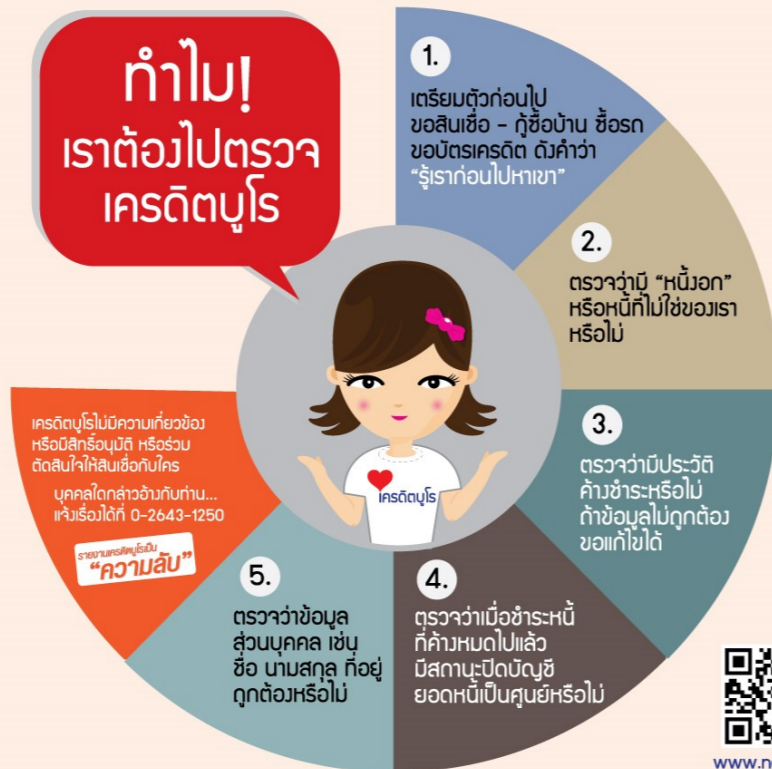 ทำไม!
เราต้องไปตรวจ
เครดิตบูโร
1.
เตรียมตัวก่อนไป
ขอสินเชื่อ - กู้ซื้อบ้าน ซื้อรถ
ขอบัตรเครดิต ดังคำว่า
“รู้เราก่อนไปหาเขา”
2.
ตรวจว่ามี “หนี้งอก”
หรือหนี้ที่ไม่ใช่ของเรา
หรือไม่
3.
ตรวจว่ามีประวัติ
ค้างชำระหรือไม่
ถ้าข้อมูลไม่ถูกต้อง
ขอแก้ไขได้
4.
ตรวจว่าเมื่อชำระหนี้
ที่ค้างหมดไปแล้ว
มีสถานะปิดบัญชี
ยอดหนี้เป็นศูนย์หรือไม่
5.
ตรวจว่าข้อมูล
ส่วนบุคคล เช่น
ชื่อ นามสกุล ที่อยู่
ถูกต้องหรือไม่
เครดิตบูโรไม่มีความเกี่ยวข้อง
หรือมีสิทธิ์อนุมัติ หรือร่วม
ตัดสินใจให้สินเชื่อกับใคร
บุคคลใดกล่าวอ้างกับท่าน...
แจ้งเรื่องได้ที่ 0-2643-1250
รายงานเครดิตบูโรเป็น
“ความลับ”
เครดิตบูโร